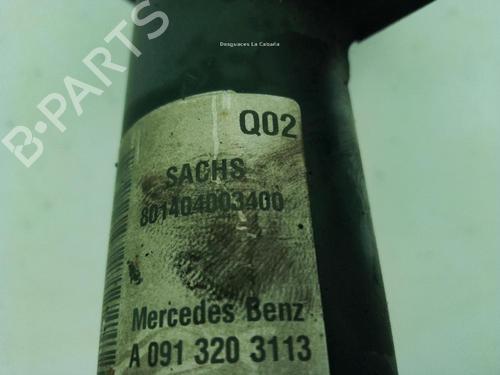 Desguaces La Cabaña
B-PARTS
Q02
SACHS
801404003400
Mercedes Benz
A 091 320 3113